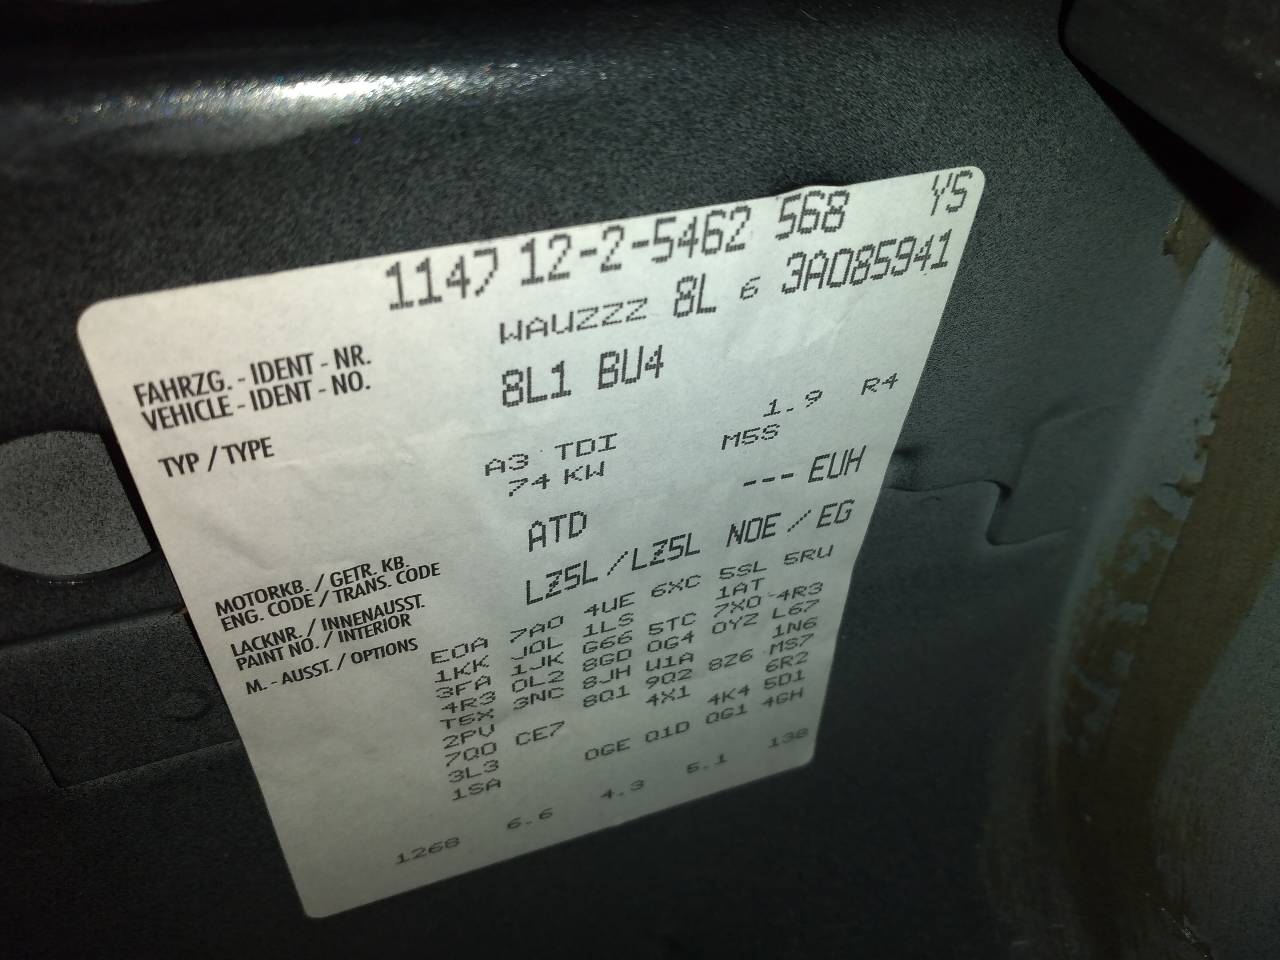 1147 12-2-5462 568 YS
FAHRZG. - IDENT - NR.
VEHICLE - IDENT - NO.
WAUZZZ 8L 6 3A085941
TYP / TYPE
8L1 BU4
A3 TDI 1.9 R4
74 KW M5S
MOTORKB. / GETR. KB.
ENG. CODE / TRANS. CODE
ATD --- EUH
LACKNR. / INNENAUSST.
PAINT NO. / INTERIOR
LZ5L / LZ5L NOE / EG
M. - AUSST. / OPTIONS
E0A 7A0 4UE 6XC 5SL 5RU
1KK J0L 1LS 1AT
3FA 1JK G66 5TC 7X0 4R3
4R3 0L2 8GD 0G4 0YZ L67
T5X 3NC 8JH U1A 1N6
2PV 8Q1 9Q2 8Z6 MS7
7Q0 CE7 4X1 6R2
3L3 4K4 5D1
1SA 0GE Q1D QG1 4GH
1268 6.6 4.3 5.1 138